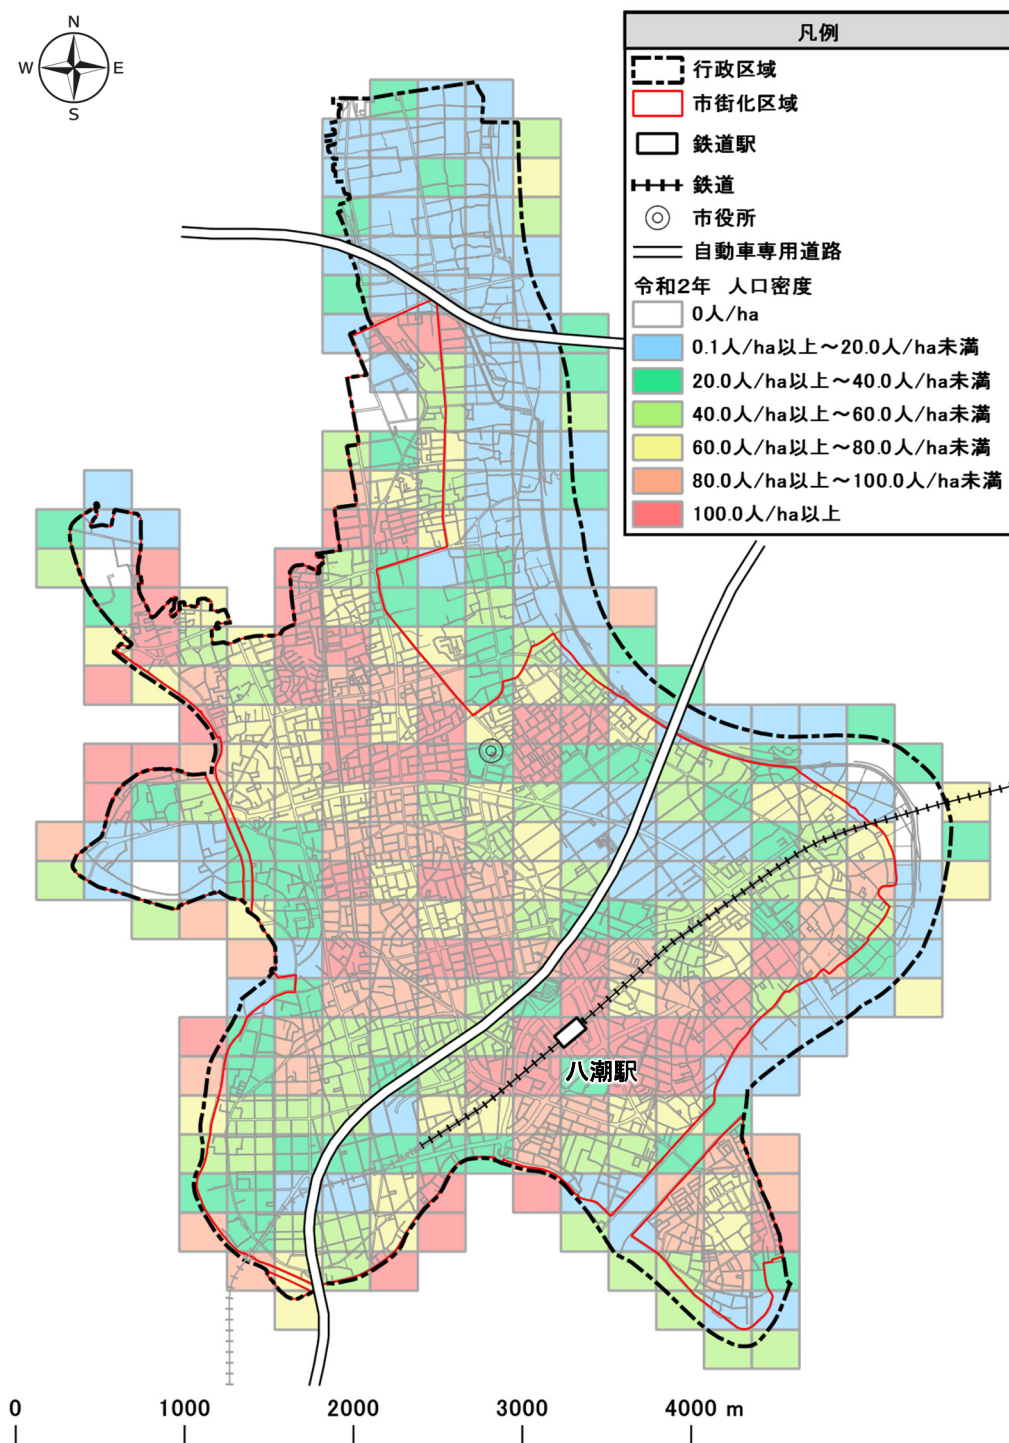 N
W E
S
凡例
行政区域
市街化区域
鉄道駅
鉄道
市役所
自動車専用道路
令和2年 人口密度
0人/ha
0.1人/ha以上～20.0人/ha未満
20.0人/ha以上～40.0人/ha未満
40.0人/ha以上～60.0人/ha未満
60.0人/ha以上～80.0人/ha未満
80.0人/ha以上～100.0人/ha未満
100.0人/ha以上
八潮駅
0 1000 2000 3000 4000 m